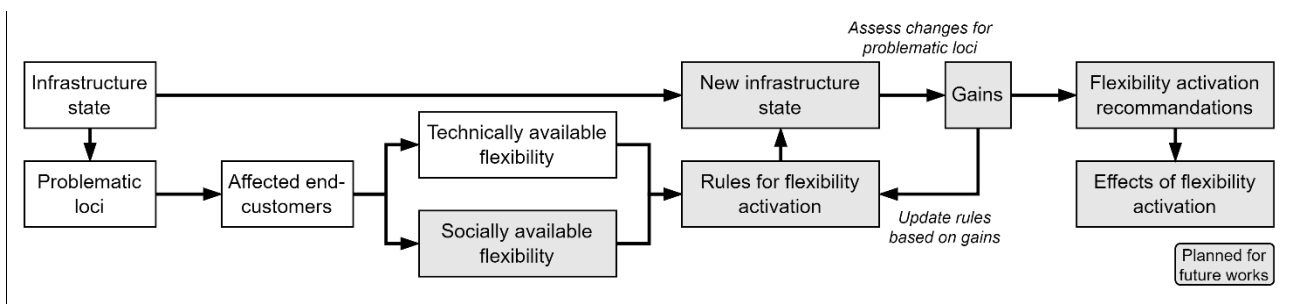 Assess changes for
problematic loci
Infrastructure
state
New infrastructure
state
Gains
Flexibility activation
recommandations
Technically available
flexibility
Problematic
loci
Affected end-
customers
Rules for flexibility
activation
Effects of flexibility
activation
Socially available
flexibility
Update rules
based on gains
Planned for
future works